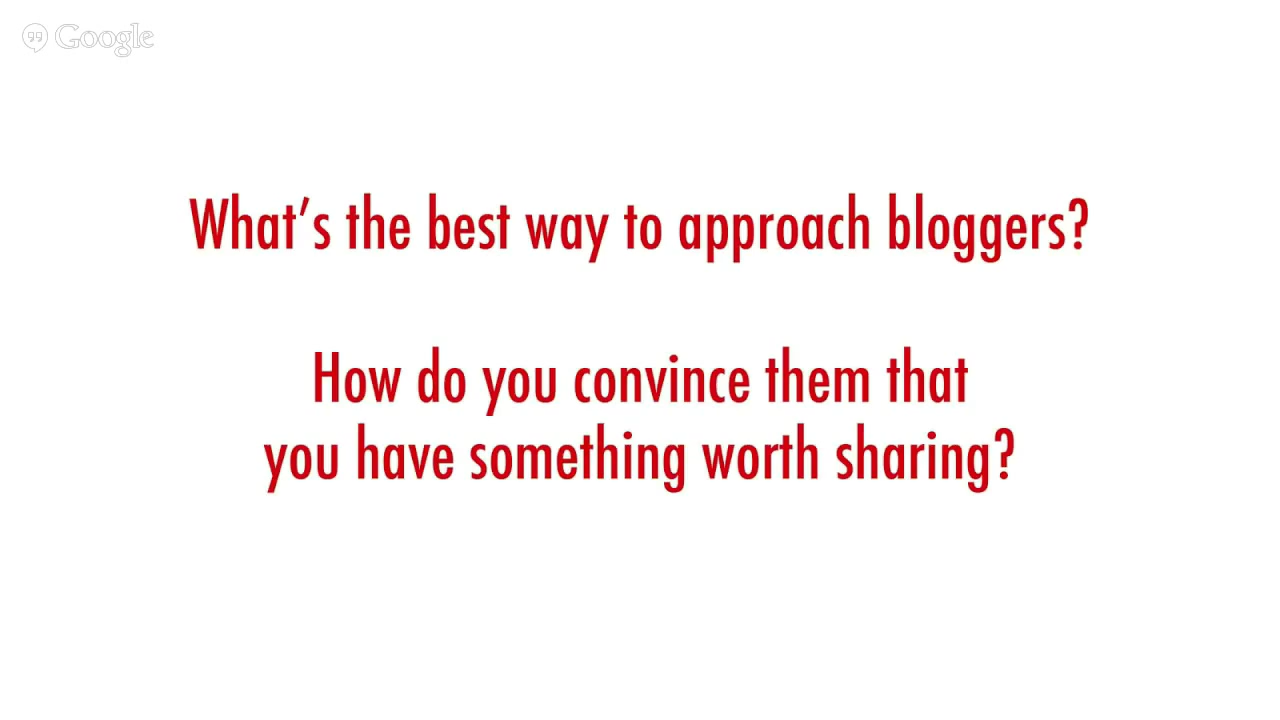 Google
What's the best way to approach bloggers?
How do you convince them that
you have something worth sharing?